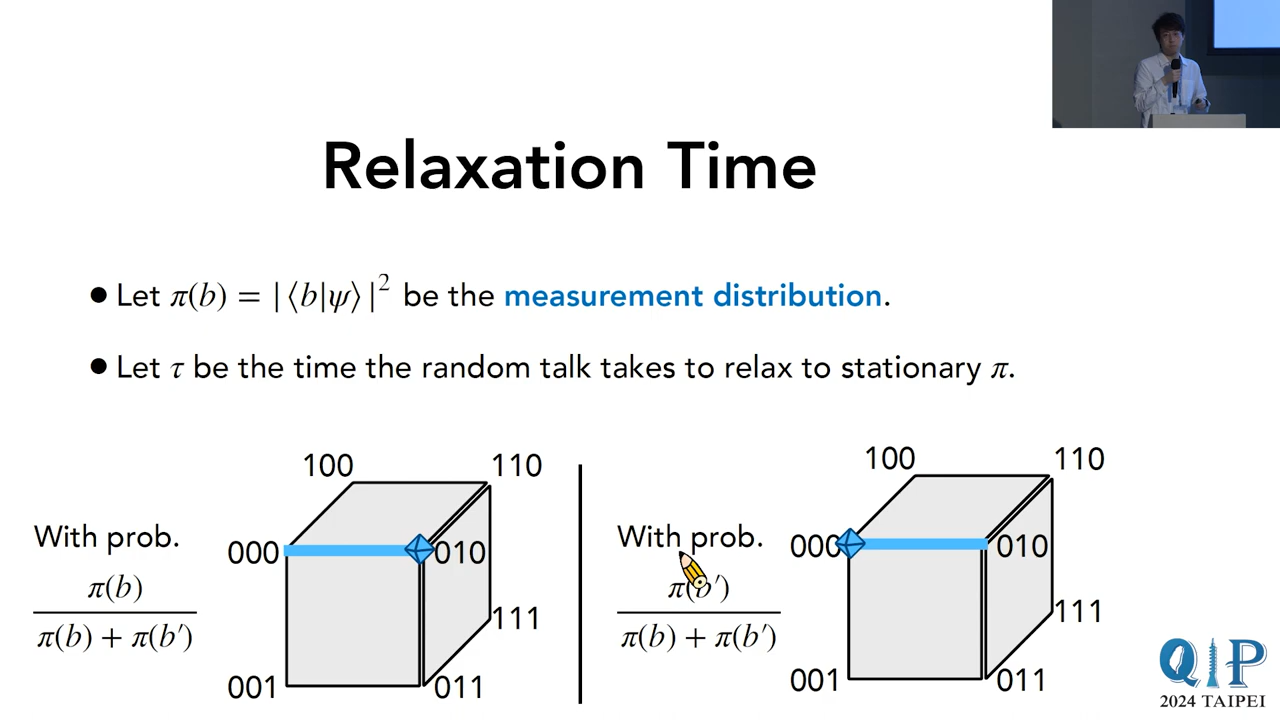 Relaxation Time
● Let π(b) = |⟨b|ψ⟩|² be the measurement distribution.
● Let τ be the time the random talk takes to relax to stationary π.
With prob.
π(b)
π(b) + π(b′)
100
110
000
010
111
001
011
With prob.
π(b′)
π(b) + π(b′)
100
110
000
010
111
001
011
QIP
2024 TAIPEI